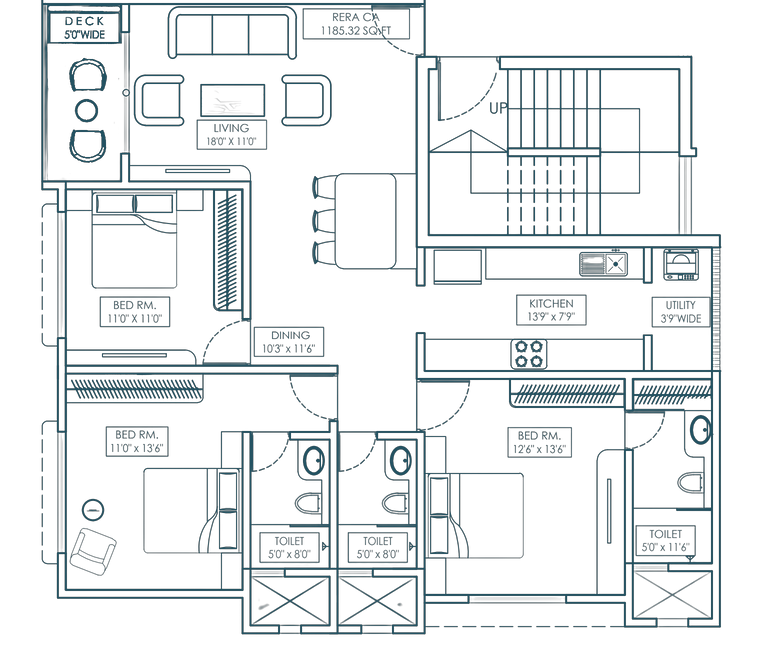 DECK
5'0"WIDE
RERA CA
1185.32 SQ.FT
LIVING
18'0" X 11'0"
UP
BED RM.
11'0" X 11'0"
DINING
10'3" x 11'6"
KITCHEN
13'9" x 7'9"
UTILITY
3'9"WIDE
BED RM.
11'0" x 13'6"
BED RM.
12'6" x 13'6"
TOILET
5'0" x 8'0"
TOILET
5'0" x 8'0"
TOILET
5'0" x 11'6"